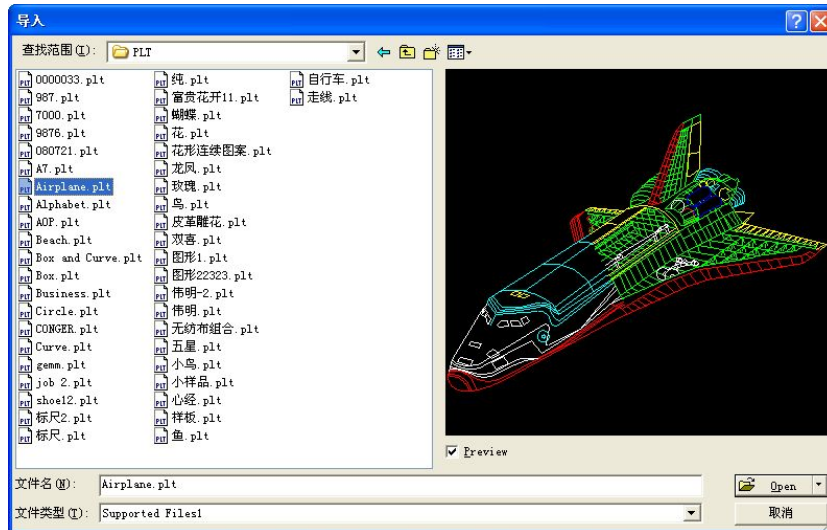 导入
查找范围(I): PLT
0000033.plt
987.plt
7000.plt
9876.plt
080721.plt
A7.plt
Airplane.plt
Alphabet.plt
AOP.plt
Beach.plt
Box and Curve.plt
Box.plt
Business.plt
Circle.plt
CONGER.plt
Curve.plt
gemm.plt
job 2.plt
shoe12.plt
标尺2.plt
标尺.plt
纯.plt
富贵花开11.plt
蝴蝶.plt
花.plt
花形连续图案.plt
龙凤.plt
玫瑰.plt
鸟.plt
皮革雕花.plt
双喜.plt
图形1.plt
图形22323.plt
伟明-2.plt
伟明.plt
无纺布组合.plt
五星.plt
小鸟.plt
小样品.plt
心经.plt
样板.plt
鱼.plt
自行车.plt
走线.plt
Preview
文件名(N): Airplane.plt
Open
文件类型(T): Supported Files1
取消